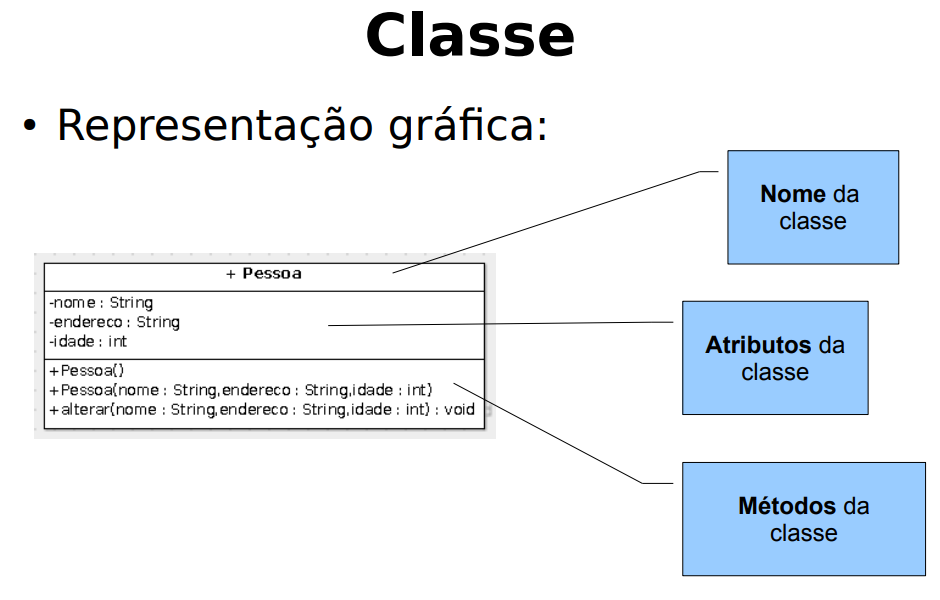 Classe
• Representação gráfica:
Nome da
classe
+ Pessoa
-nome : String
-endereco : String
-idade : int
Atributos da
classe
+Pessoa()
+Pessoa(nome : String,endereco : String,idade : int)
+alterar(nome : String,endereco : String,idade : int) : void
Métodos da
classe